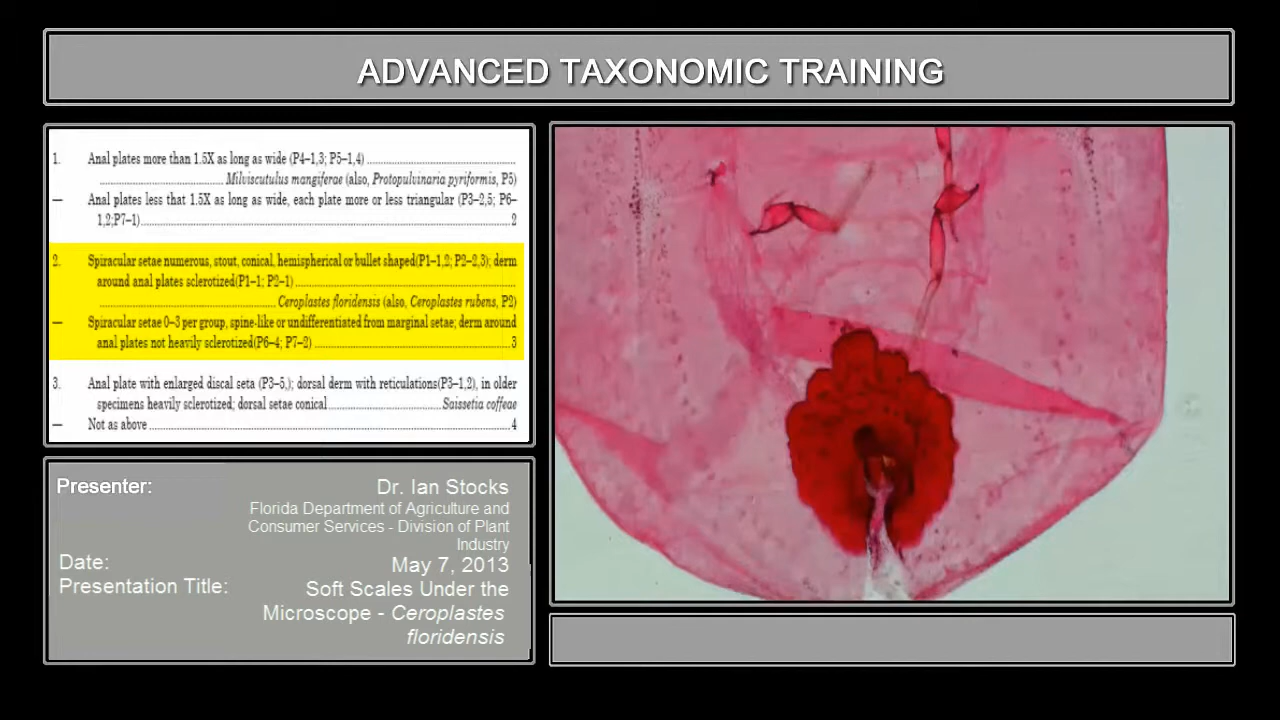 ADVANCED TAXONOMIC TRAINING
1. Anal plates more than 1.5X as long as wide (P4–1,3; P5–1,4) ..........
.......... Milviscutulus mangiferae (also, Protopulvinaria pyriformis, P5)
— Anal plates less that 1.5X as long as wide, each plate more or less triangular (P3–2,5; P6–
1,2;P7–1)..........2
2. Spiracular setae numerous, stout, conical, hemispherical or bullet shaped(P1–1,2; P2–2,3); derm
around anal plates sclerotized(P1–1; P2–1) ..........
.......... Ceroplastes floridensis (also, Ceroplastes rubens, P2)
— Spiracular setae 0–3 per group, spine-like or undifferentiated from marginal setae; derm around
anal plates not heavily sclerotized(P6–4; P7–2) ..........3
3. Anal plate with enlarged discal seta (P3–5,); dorsal derm with reticulations(P3–1,2), in older
specimens heavily sclerotized; dorsal setae conical..........Saissetia coffeae
— Not as above..........4
Presenter: Dr. Ian Stocks
Florida Department of Agriculture and
Consumer Services - Division of Plant
Industry
Date: May 7, 2013
Presentation Title: Soft Scales Under the
Microscope - Ceroplastes
floridensis